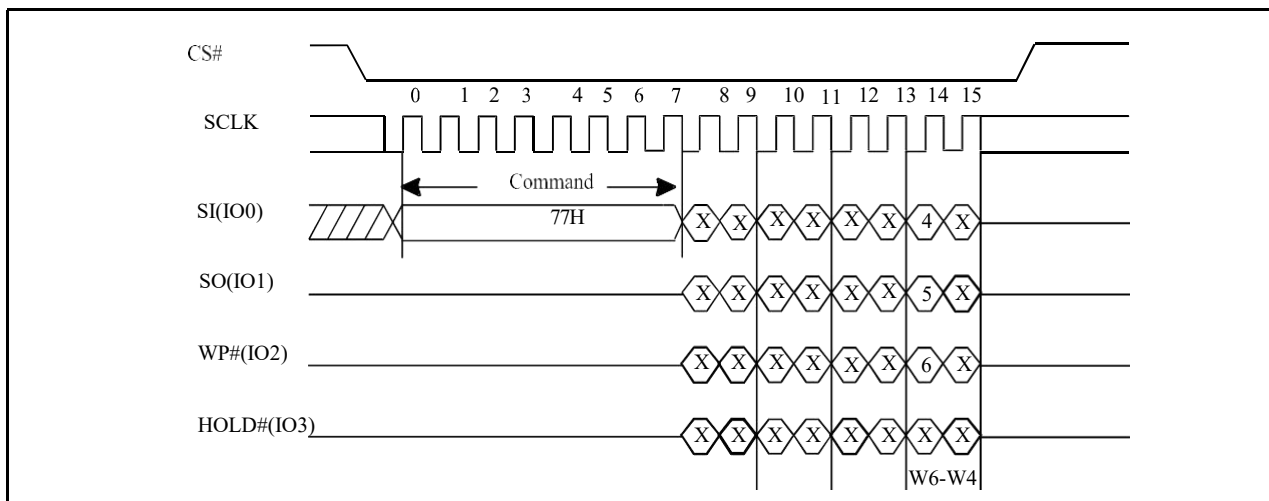 CS#
0 1 2 3 4 5 6 7 8 9 10 11 12 13 14 15
SCLK
Command
SI(IO0) 77H X X X X X X 4 X
SO(IO1) X X X X X X 5 X
WP#(IO2) X X X X X X 6 X
HOLD#(IO3) X X X X X X X X
W6-W4